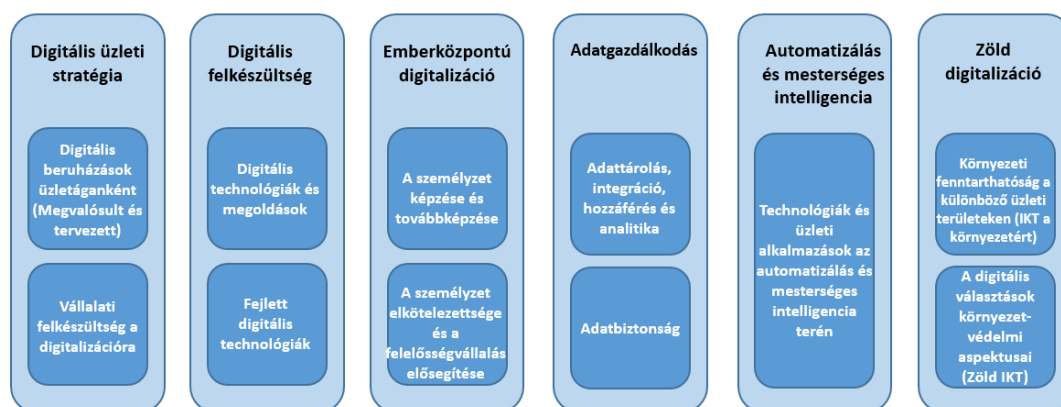 Digitális üzleti
stratégia
Digitális
beruházások
üzletáganként
(Megvalósult és
tervezett)
Vállalati
felkészültség a
digitalizációra
Digitális
felkészültség
Digitális
technológiák és
megoldások
Fejlett
digitális
technológiák
Emberközpontú
digitalizáció
A személyzet
képzése és
továbbképzése
A személyzet
elkötelezettsége
és a
felelősségvállalás
elősegítése
Adatgazdálkodás
Adattárolás,
integráció,
hozzáférés és
analitika
Adatbiztonság
Automatizálás
és mesterséges
intelligencia
Technológiák és
üzleti
alkalmazások az
automatizálás és
mesterséges
intelligencia
terén
Zöld
digitalizáció
Környezeti
fenntarthatóság a
különböző üzleti
területeken (IKT a
környezetért)
A digitális
választások
környezet-
védelmi
aspektusai
(Zöld IKT)